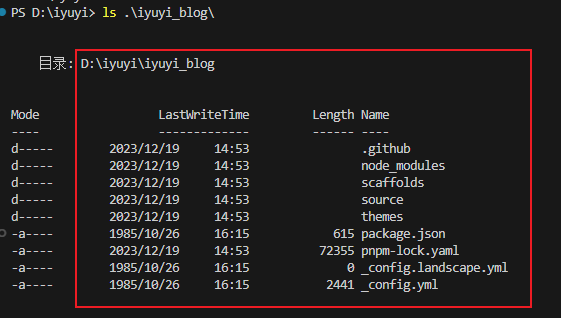 PS D:\iyuyi> ls .\iyuyi_blog\
目录: D:\iyuyi\iyuyi_blog
Mode                 LastWriteTime         Length Name
----                 -------------         ------ ----
d-----        2023/12/19     14:53                .github
d-----        2023/12/19     14:53                node_modules
d-----        2023/12/19     14:53                scaffolds
d-----        2023/12/19     14:53                source
d-----        2023/12/19     14:53                themes
-a----        1985/10/26     16:15            615 package.json
-a----        2023/12/19     14:53          72355 pnpm-lock.yaml
-a----        1985/10/26     16:15              0 _config.landscape.yml
-a----        1985/10/26     16:15           2441 _config.yml